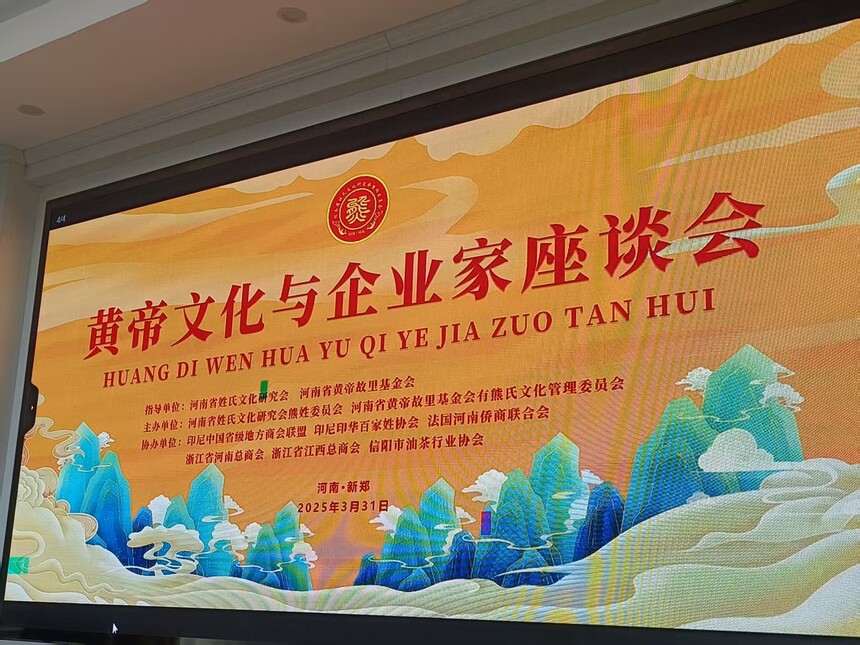 4/4
熊
黄帝文化与企业家座谈会
HUANG DI WEN HUA YU QI YE JIA ZUO TAN HUI
指导单位：河南省姓氏文化研究会 河南省黄帝故里基金会
主办单位：河南省姓氏文化研究会熊姓委员会 河南省黄帝故里基金会有熊氏文化管理委员会
协办单位：印尼中国省级地方商会联盟 印尼印华百家姓协会 法国河南侨商联合会
浙江省河南总商会 浙江省江西总商会 信阳市油茶行业协会
河南·新郑
2025年3月31日